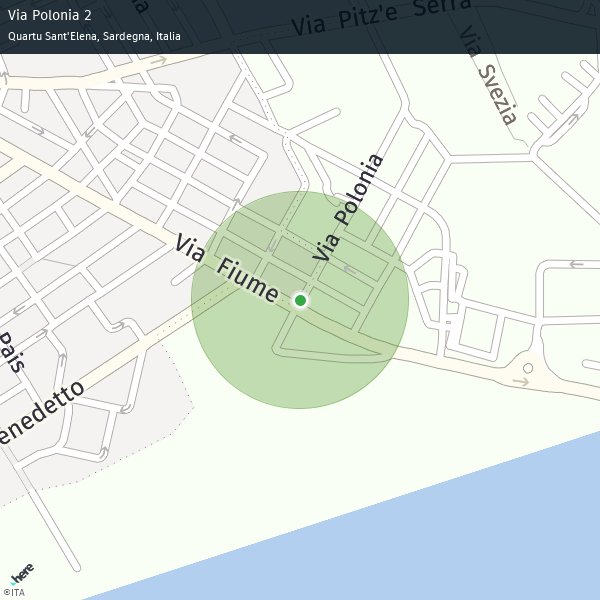 Via Polonia 2
Quartu Sant'Elena, Sardegna, Italia
Via Pitz'e Serra
Via Svezia
Via Polonia
Via Fiume
Pais
enedetto
here
©ITA